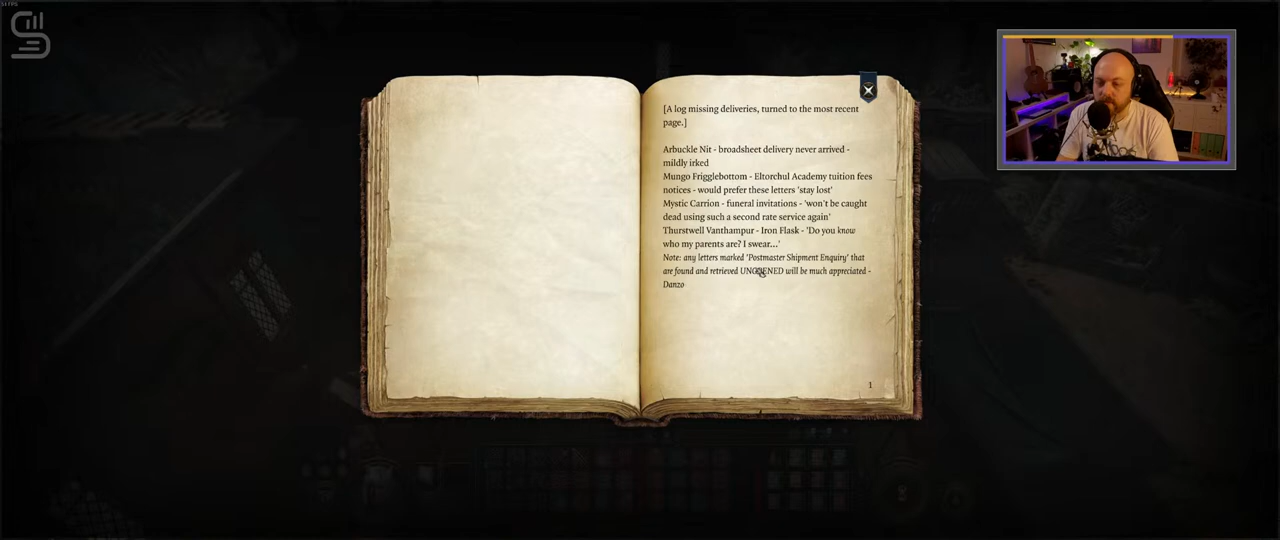 51 FPS
[A log missing deliveries, turned to the most recent
page.]
Arbuckle Nit - broadsheet delivery never arrived -
mildly irked
Mungo Frigglebottom - Eltorchul Academy tuition fees
notices - would prefer these letters 'stay lost'
Mystic Carrion - funeral invitations - 'won't be caught
dead using such a second rate service again'
Thurstwell Vanthampur - Iron Flask - 'Do you know
who my parents are? I swear...'
Note: any letters marked 'Postmaster Shipment Enquiry' that
are found and retrieved UNOPENED will be much appreciated -
Danzo
1